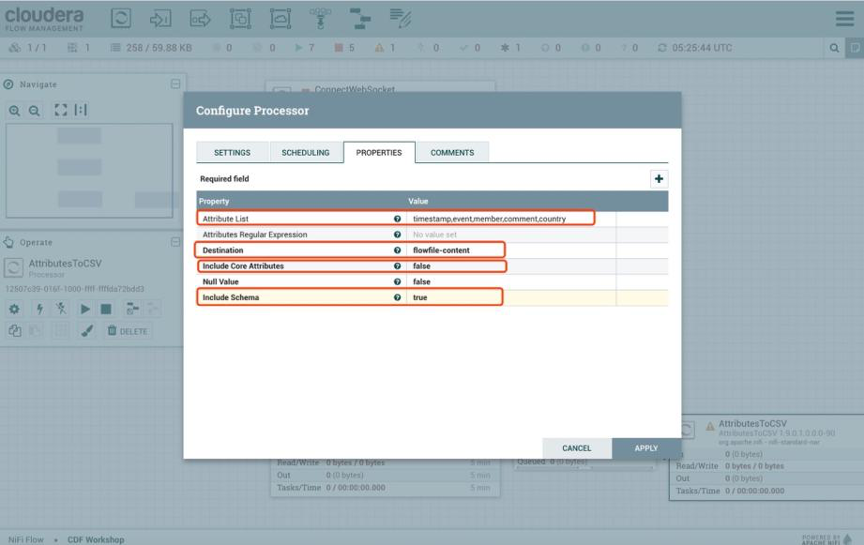 cloudera
FLOW MANAGEMENT
1 / 1 1 258 / 59.88 KB 0 0 7 5 1 0 0 1 0 0 0 05:25:44 UTC
Navigate
ConnectWebSocket
Configure Processor
SETTINGS SCHEDULING PROPERTIES COMMENTS
Required field
Property Value
Attribute List timestamp,event,member,comment,country
Attributes Regular Expression No value set
Destination flowfile-content
Include Core Attributes false
Null Value false
Include Schema true
Operate
AttributesToCSV
Processor
DELETE
CANCEL APPLY
AttributesToCSV
AttributesToCSV 1.9.0.1.0.0.0-90
org.apache.nifi - nifi-standard-nar
0 (0 bytes)
Read/Write 0 bytes / 0 bytes 5 min
Queued 0 (0 bytes)
Read/Write 0 bytes / 0 bytes
Out 0 (0 bytes) 5 min
Out 0 (0 bytes)
Tasks/Time 0 / 00:00:00.000 5 min
Tasks/Time 0 / 00:00:00.000
NiFi Flow CDF Workshop
POWERED BY
APACHE NIFI